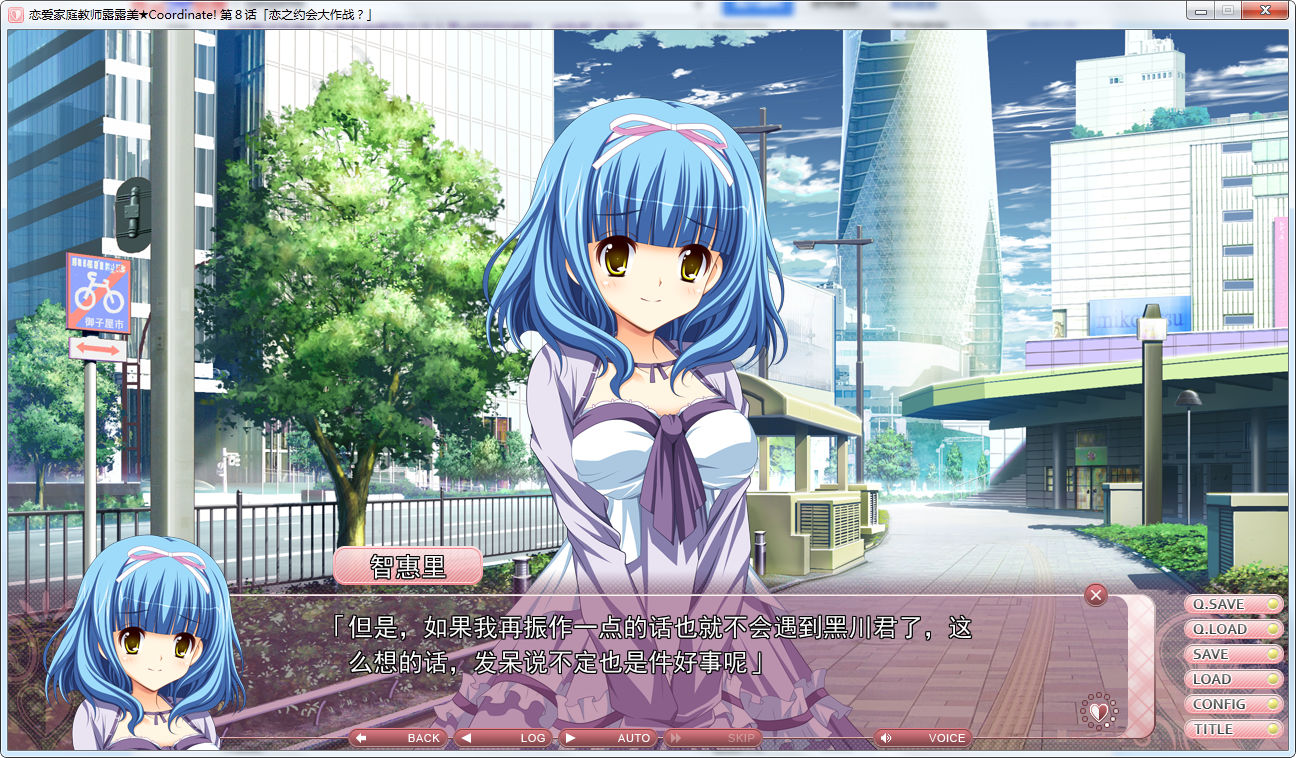 恋爱家庭教师露露美★Coordinate! 第８话「恋之约会大作战？」
御子屋市
智惠里
「但是，如果我再振作一点的话也就不会遇到黑川君了，这
么想的话，发呆说不定也是件好事呢」
Q.SAVE
Q.LOAD
SAVE
LOAD
CONFIG
TITLE
BACK
LOG
AUTO
SKIP
VOICE